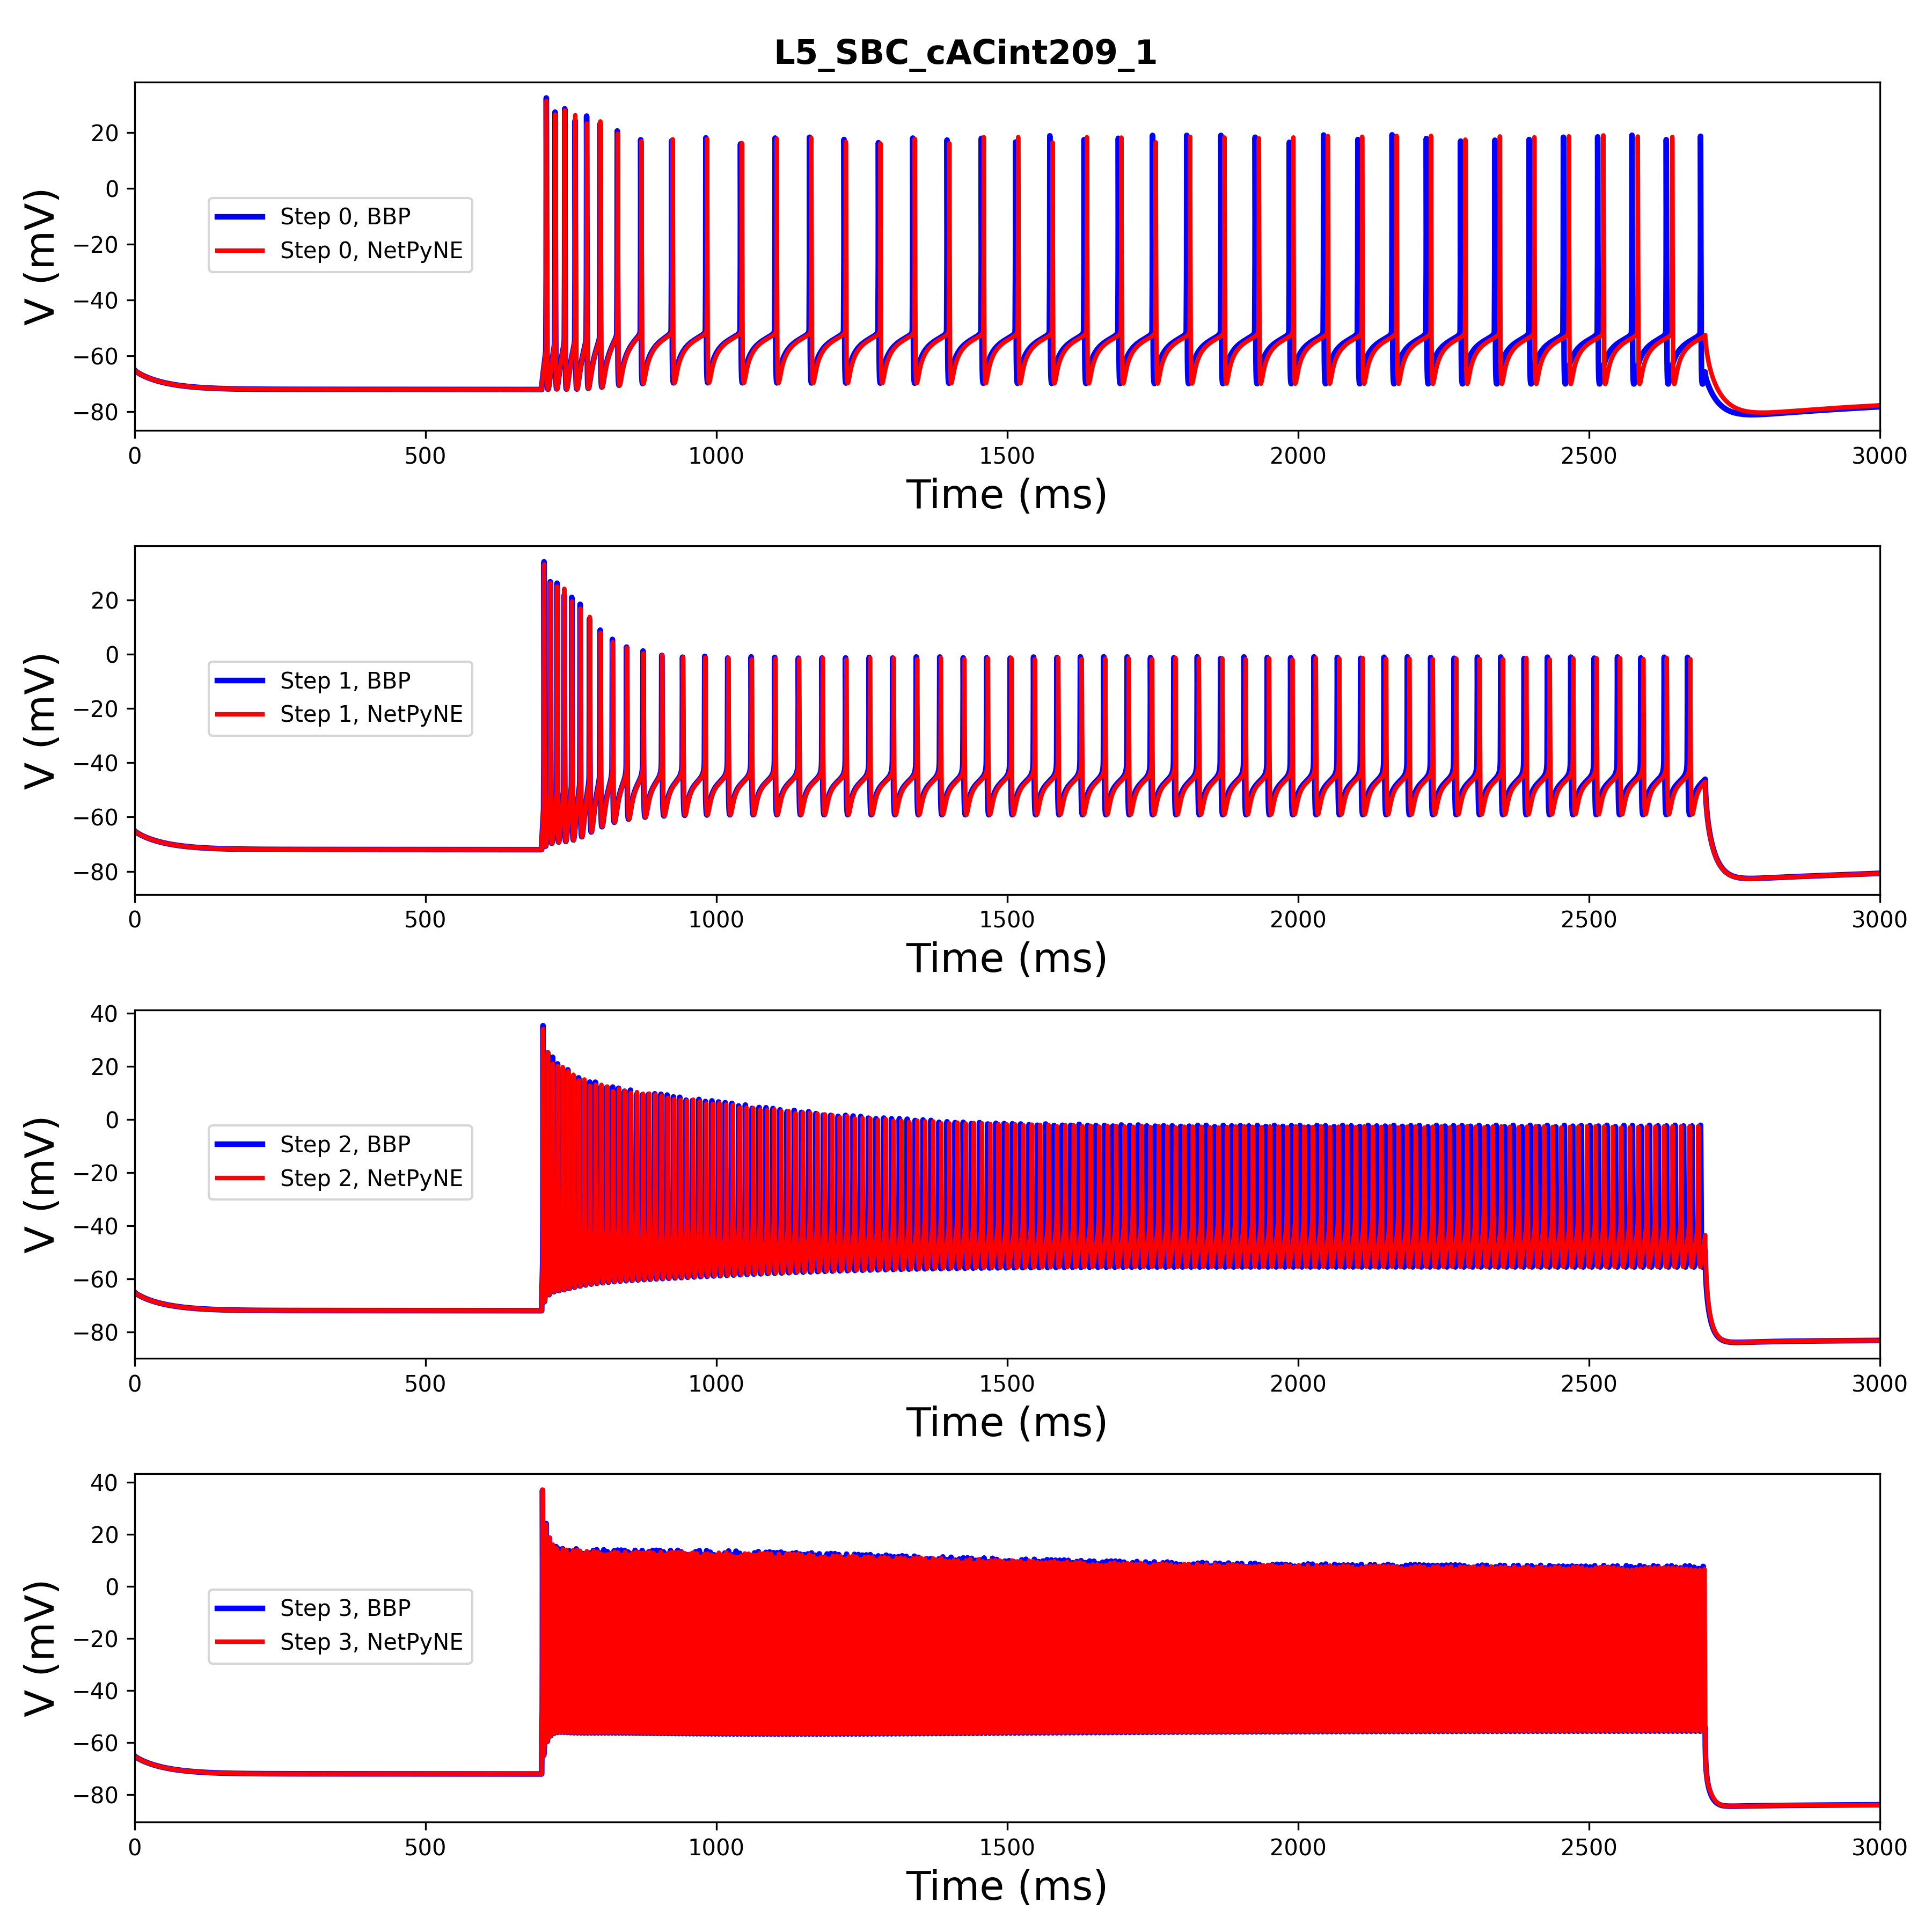 L5_SBC_cACint209_1
20
0
−20
−40
−60
−80
V (mV)
Step 0, BBP
Step 0, NetPyNE
0 500 1000 1500 2000 2500 3000
Time (ms)
20
0
−20
−40
−60
−80
V (mV)
Step 1, BBP
Step 1, NetPyNE
0 500 1000 1500 2000 2500 3000
Time (ms)
40
20
0
−20
−40
−60
−80
V (mV)
Step 2, BBP
Step 2, NetPyNE
0 500 1000 1500 2000 2500 3000
Time (ms)
40
20
0
−20
−40
−60
−80
V (mV)
Step 3, BBP
Step 3, NetPyNE
0 500 1000 1500 2000 2500 3000
Time (ms)